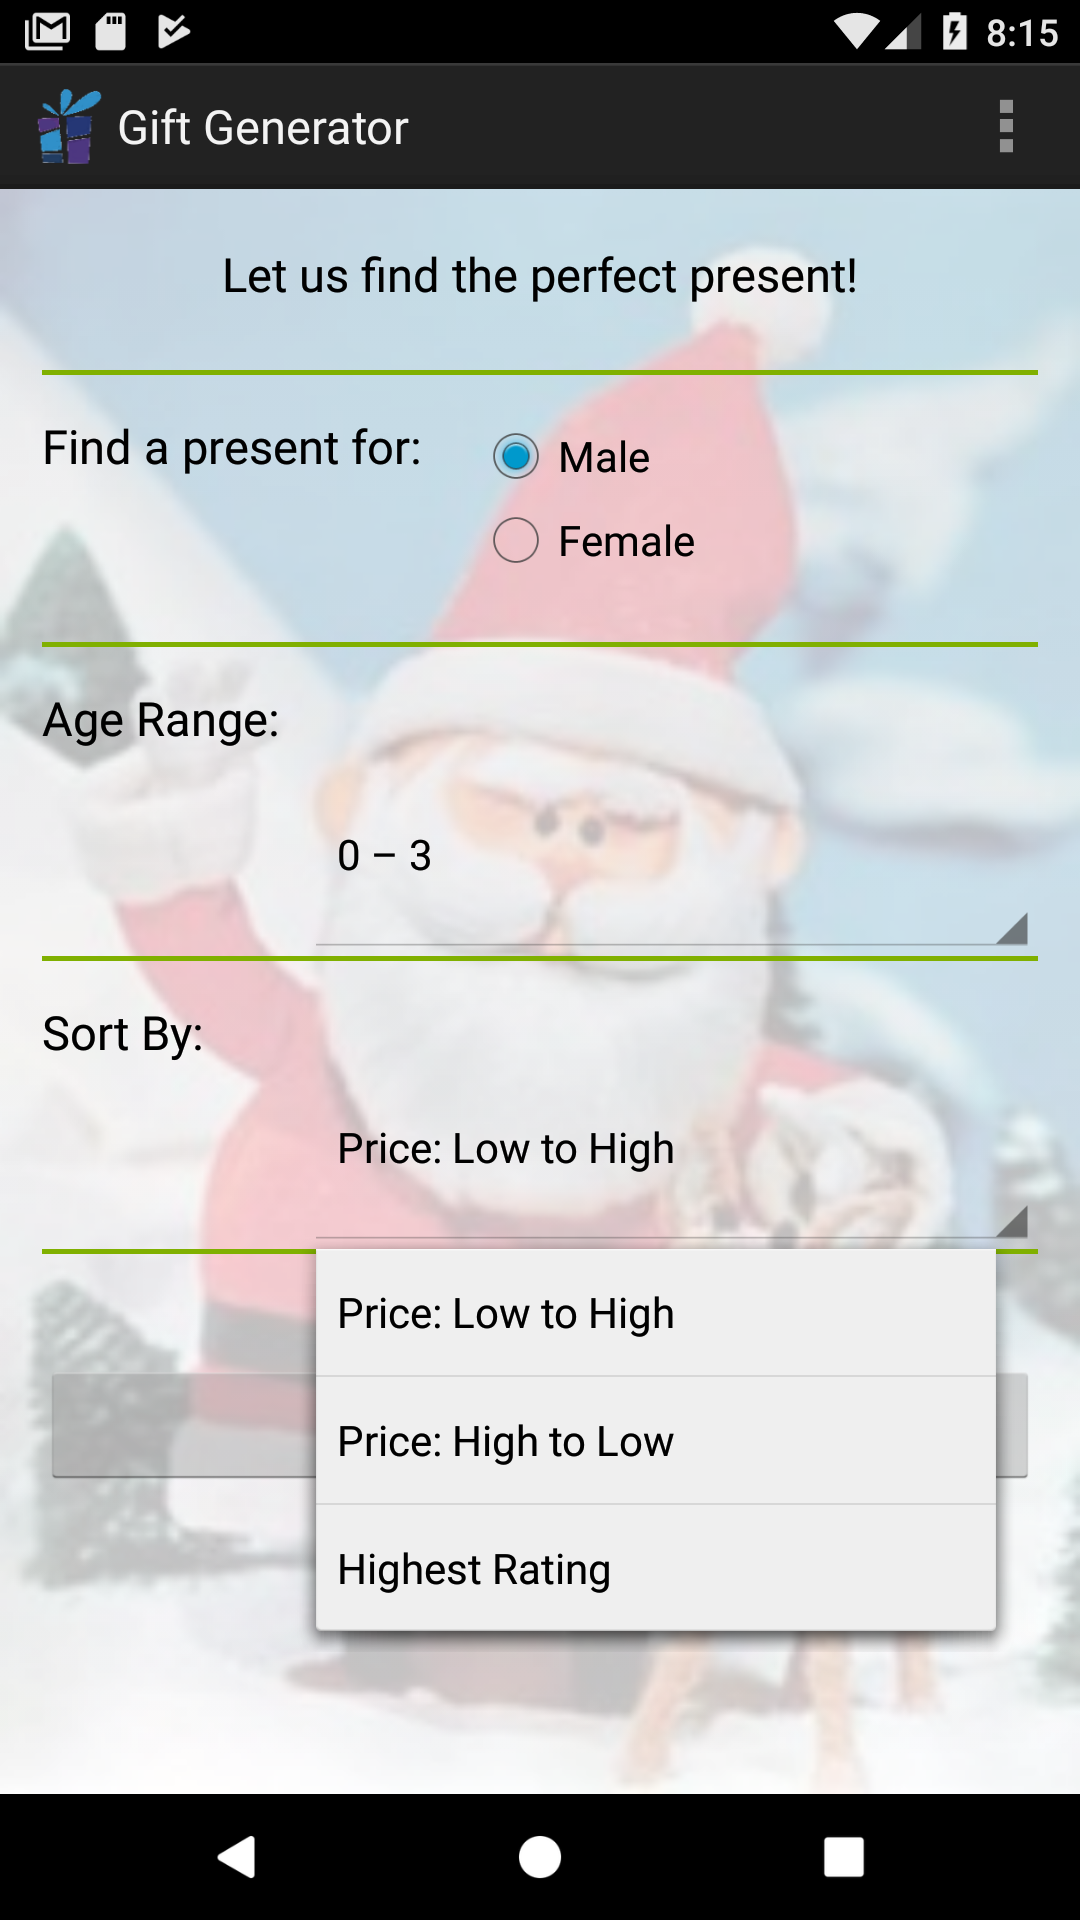 8:15
Gift Generator
Let us find the perfect present!
Find a present for:
Male
Female
Age Range:
0 – 3
Sort By:
Price: Low to High
Price: Low to High
Price: High to Low
Highest Rating